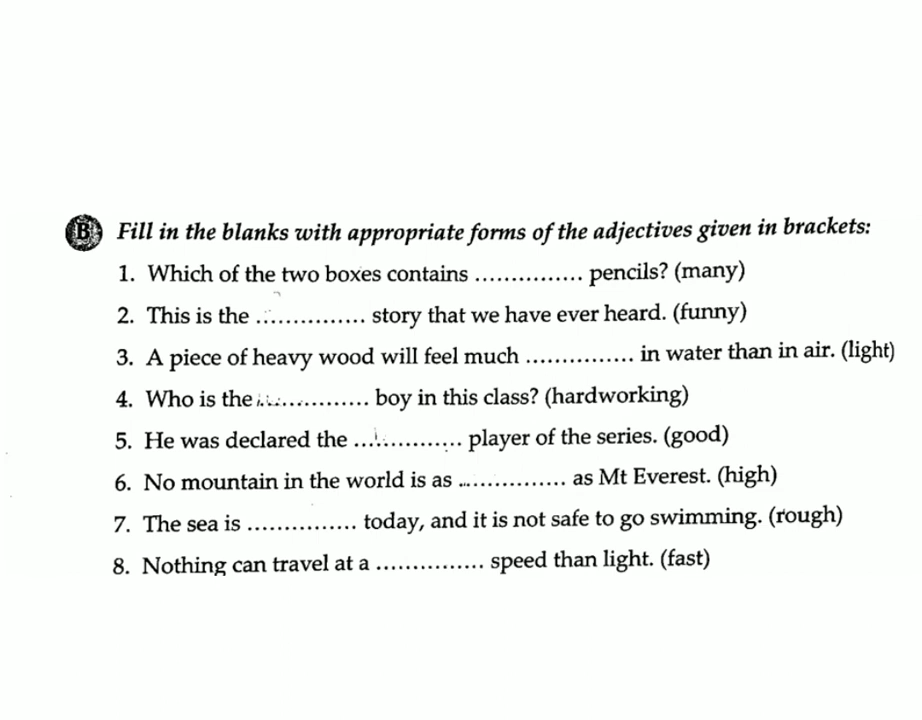 B Fill in the blanks with appropriate forms of the adjectives given in brackets:
1. Which of the two boxes contains ............... pencils? (many)
2. This is the ............... story that we have ever heard. (funny)
3. A piece of heavy wood will feel much ............... in water than in air. (light)
4. Who is the ............... boy in this class? (hardworking)
5. He was declared the ............... player of the series. (good)
6. No mountain in the world is as ............... as Mt Everest. (high)
7. The sea is ............... today, and it is not safe to go swimming. (rough)
8. Nothing can travel at a ............... speed than light. (fast)